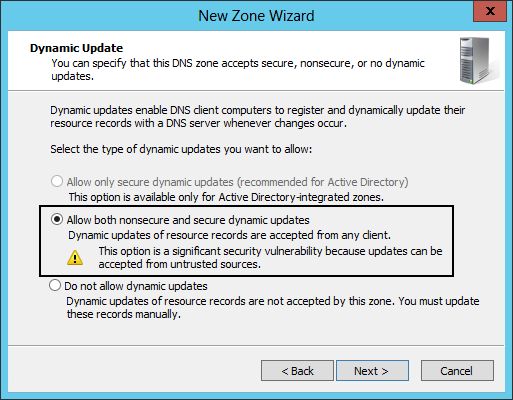 New Zone Wizard
x
Dynamic Update
You can specify that this DNS zone accepts secure, nonsecure, or no dynamic
updates.
Dynamic updates enable DNS client computers to register and dynamically update their
resource records with a DNS server whenever changes occur.
Select the type of dynamic updates you want to allow:
Allow only secure dynamic updates (recommended for Active Directory)
This option is available only for Active Directory-integrated zones.
Allow both nonsecure and secure dynamic updates
Dynamic updates of resource records are accepted from any client.
This option is a significant security vulnerability because updates can be
accepted from untrusted sources.
Do not allow dynamic updates
Dynamic updates of resource records are not accepted by this zone. You must update
these records manually.
< Back
Next >
Cancel